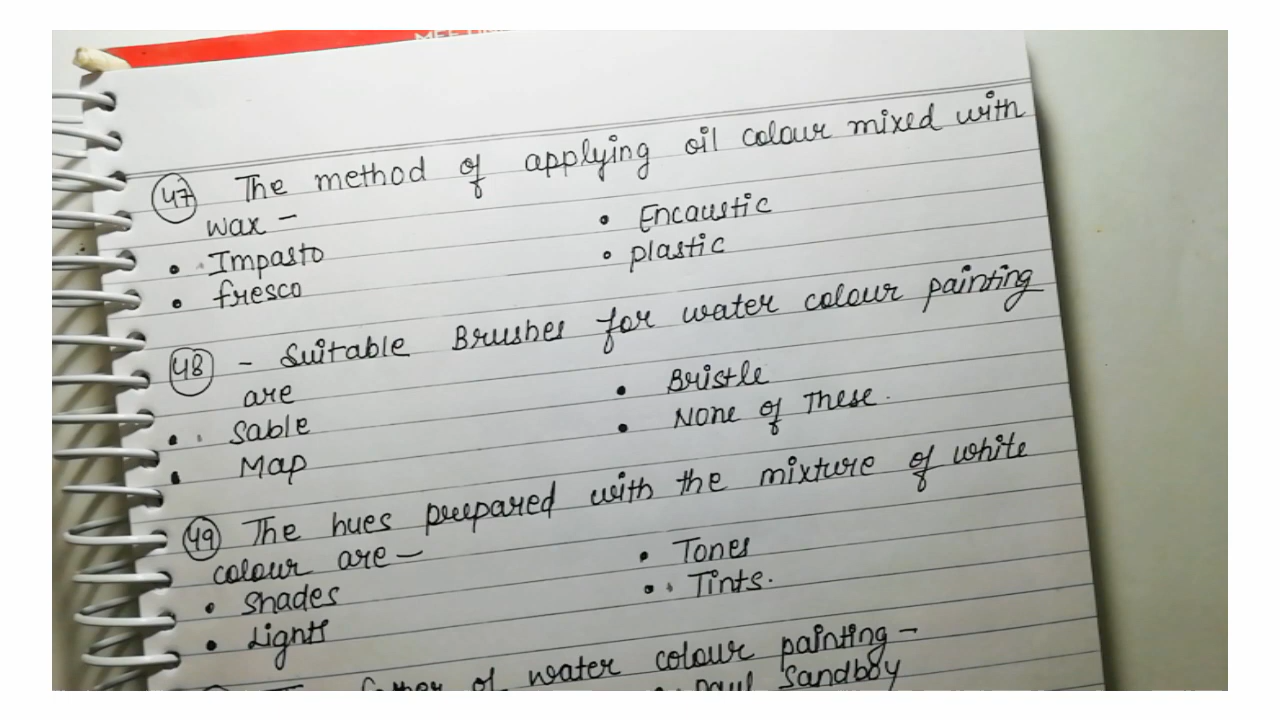 47 The method of applying oil colour mixed with
wax -
• Impasto • Encaustic
• fresco • plastic
48 - Suitable Brushes for water colour painting
are
• Sable • Bristle
• Map • None of These.
49 The hues prepared with the mixture of white
colour are -
• Shades • Tones
• Lights • Tints.
of water colour painting -
Paul Sandboy